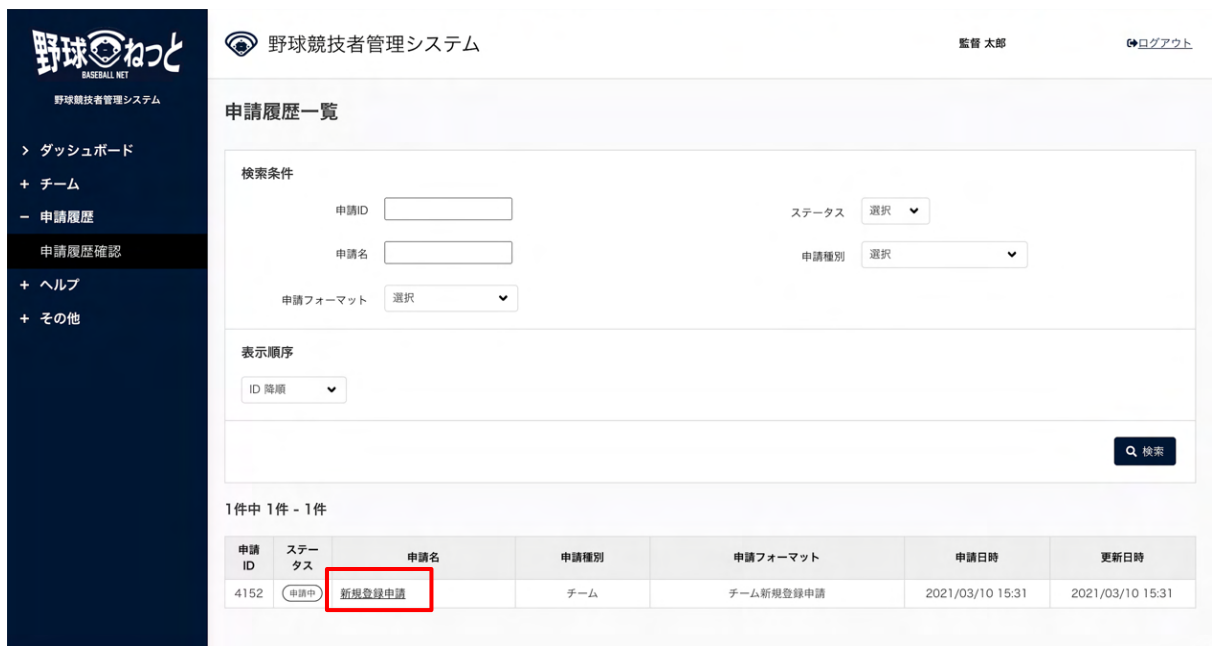 野球ねっと
BASEBALL NET
野球競技者管理システム
> ダッシュボード
+ チーム
− 申請履歴
申請履歴確認
+ ヘルプ
+ その他
野球競技者管理システム
監督 太郎
ログアウト
申請履歴一覧
検索条件
申請ID
ステータス 選択
申請名
申請種別 選択
申請フォーマット 選択
表示順序
ID 降順
検索
1件中 1件 - 1件
申請ID ステータス 申請名 申請種別 申請フォーマット 申請日時 更新日時
4152 申請中 新規登録申請 チーム チーム新規登録申請 2021/03/10 15:31 2021/03/10 15:31